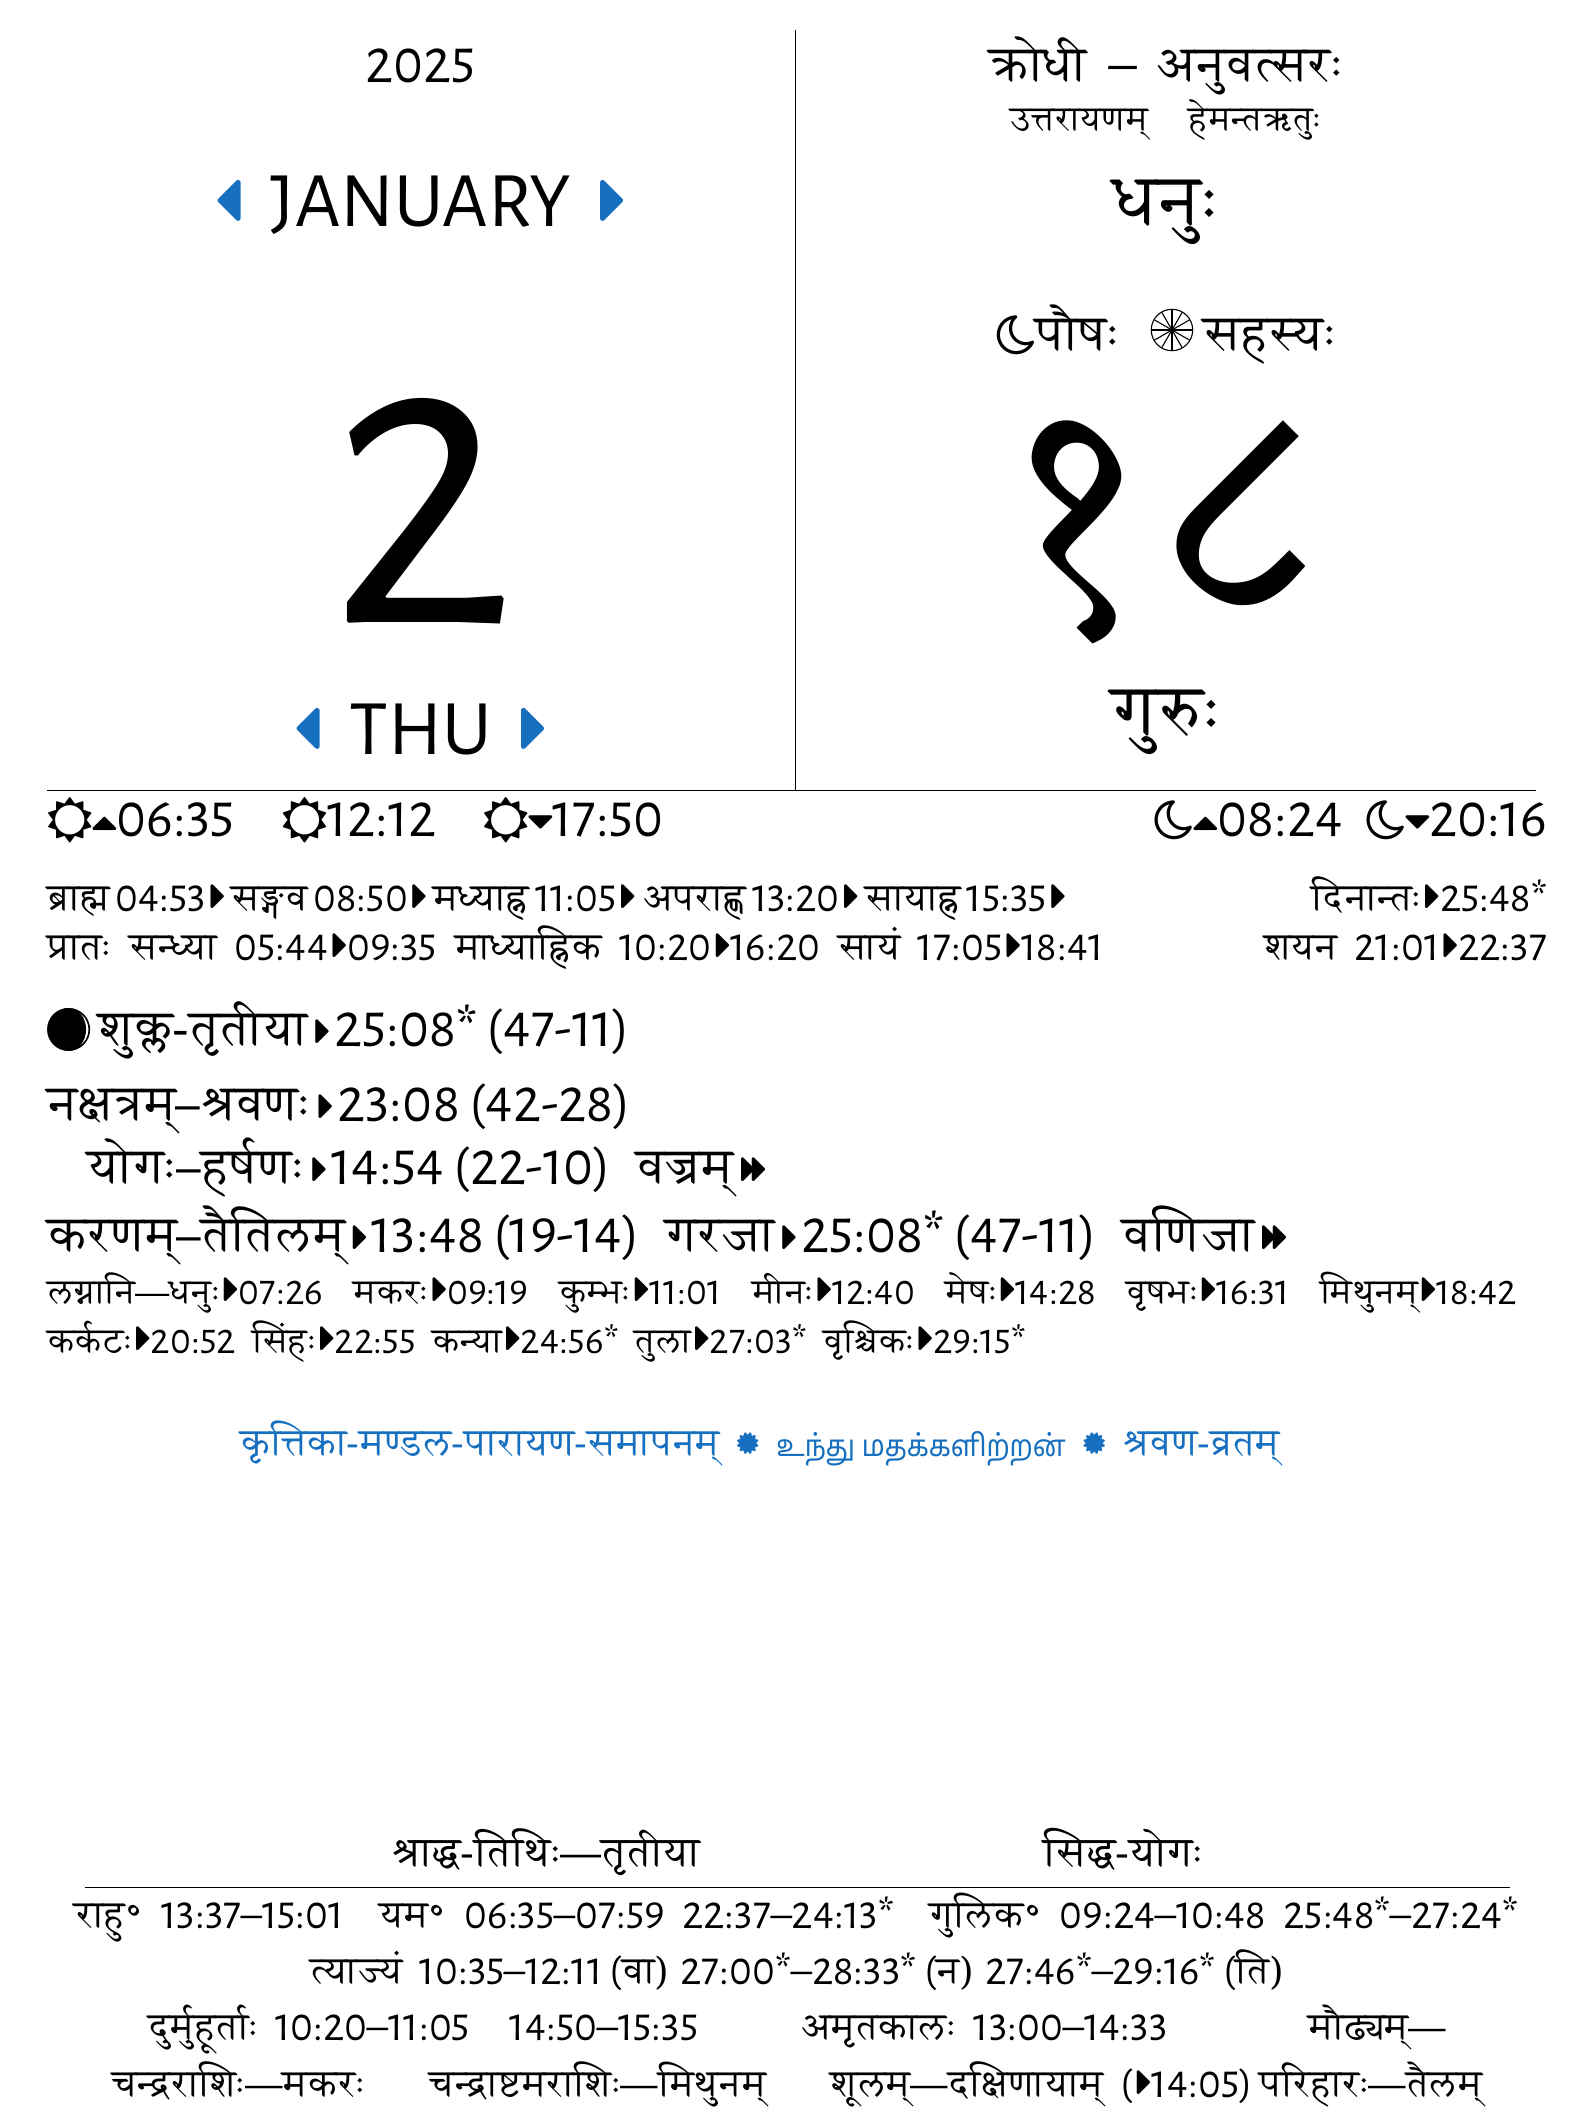 2025
JANUARY
2
THU
क्रोधी – अनुवत्सरः
उत्तरायणम् हेमन्तऋतुः
धनुः
पौषः सहस्यः
१८
गुरुः
06:35 12:12 17:50 08:24 20:16
ब्राह्म 04:53 सङ्गव 08:50 मध्याह्न 11:05 अपराह्ण 13:20 सायाह्न 15:35 दिनान्तः 25:48*
प्रातः सन्ध्या 05:44 09:35 माध्याह्निक 10:20 16:20 सायं 17:05 18:41 शयन 21:01 22:37
शुक्ल-तृतीया 25:08* (47-11)
नक्षत्रम्–श्रवणः 23:08 (42-28)
योगः–हर्षणः 14:54 (22-10) वज्रम्
करणम्–तैतिलम् 13:48 (19-14) गरजा 25:08* (47-11) वणिजा
लग्नानि—धनुः 07:26 मकरः 09:19 कुम्भः 11:01 मीनः 12:40 मेषः 14:28 वृषभः 16:31 मिथुनम् 18:42
कर्कटः 20:52 सिंहः 22:55 कन्या 24:56* तुला 27:03* वृश्चिकः 29:15*
कृत्तिका-मण्डल-पारायण-समापनम् உந்து மதக்களிற்றன் श्रवण-व्रतम्
श्राद्ध-तिथिः—तृतीया सिद्ध-योगः
राहु॰ 13:37–15:01 यम॰ 06:35–07:59 22:37–24:13* गुलिक॰ 09:24–10:48 25:48*–27:24*
त्याज्यं 10:35–12:11 (वा) 27:00*–28:33* (न) 27:46*–29:16* (ति)
दुर्मुहूर्ताः 10:20–11:05 14:50–15:35 अमृतकालः 13:00–14:33 मौढ्यम्—
चन्द्रराशिः—मकरः चन्द्राष्टमराशिः—मिथुनम् शूलम्—दक्षिणायाम् (14:05) परिहारः—तैलम्